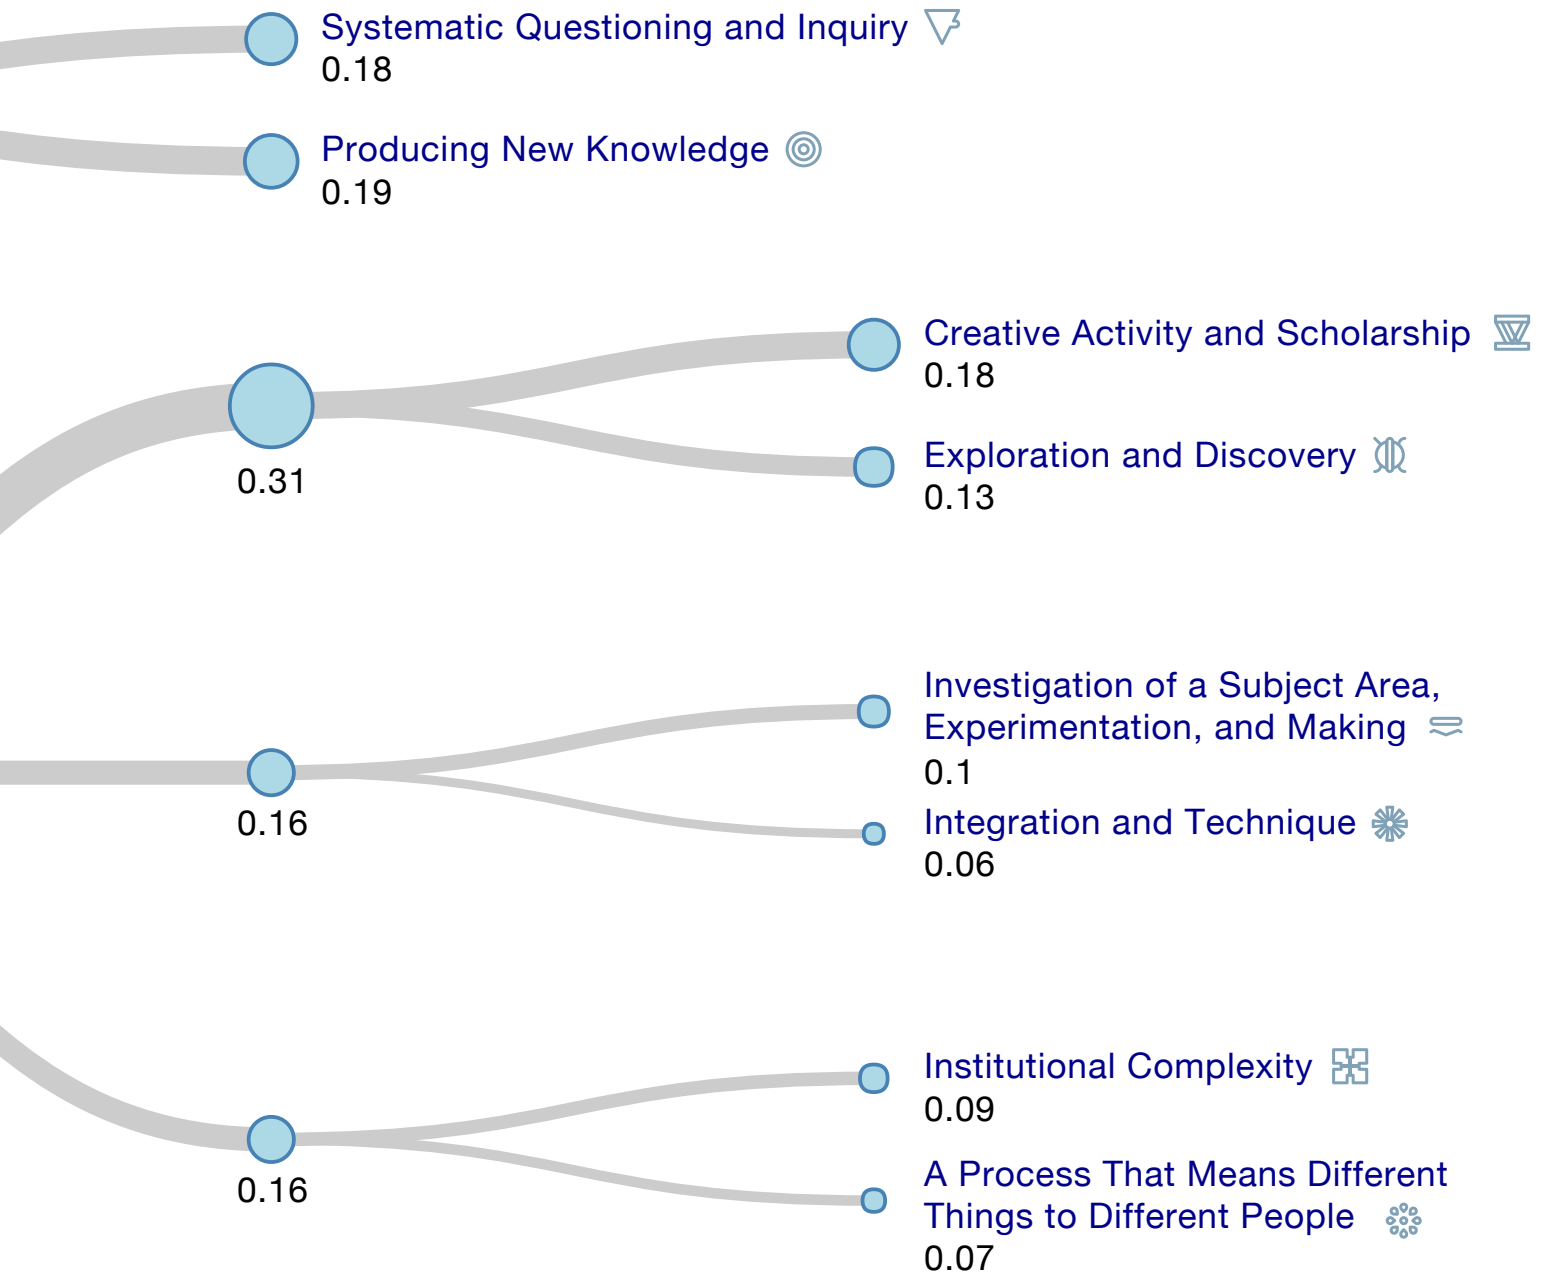 Systematic Questioning and Inquiry
0.18
Producing New Knowledge
0.19
Creative Activity and Scholarship
0.18
Exploration and Discovery
0.13
0.31
Investigation of a Subject Area,
Experimentation, and Making
0.1
Integration and Technique
0.06
0.16
Institutional Complexity
0.09
A Process That Means Different
Things to Different People
0.07
0.16